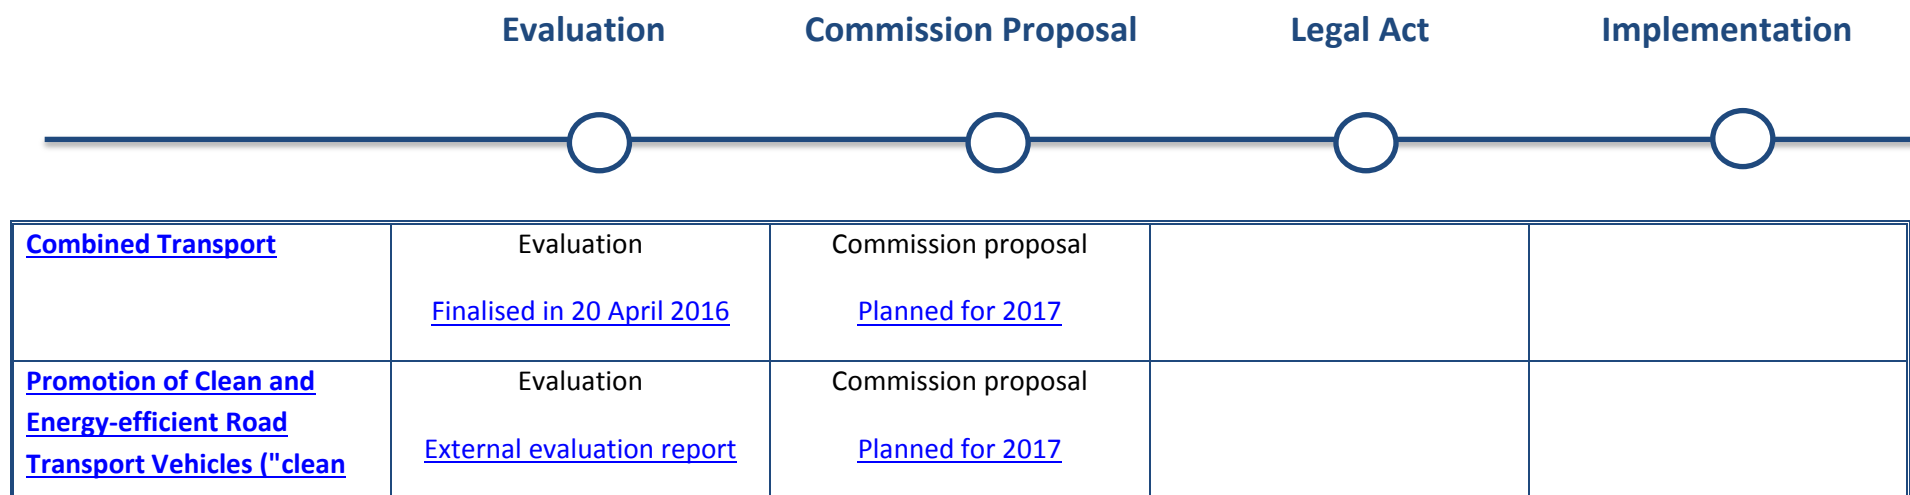 Evaluation Commission Proposal Legal Act Implementation
Combined Transport
Evaluation
Finalised in 20 April 2016
Commission proposal
Planned for 2017
Promotion of Clean and
Energy-efficient Road
Transport Vehicles ("clean
Evaluation
External evaluation report
Commission proposal
Planned for 2017